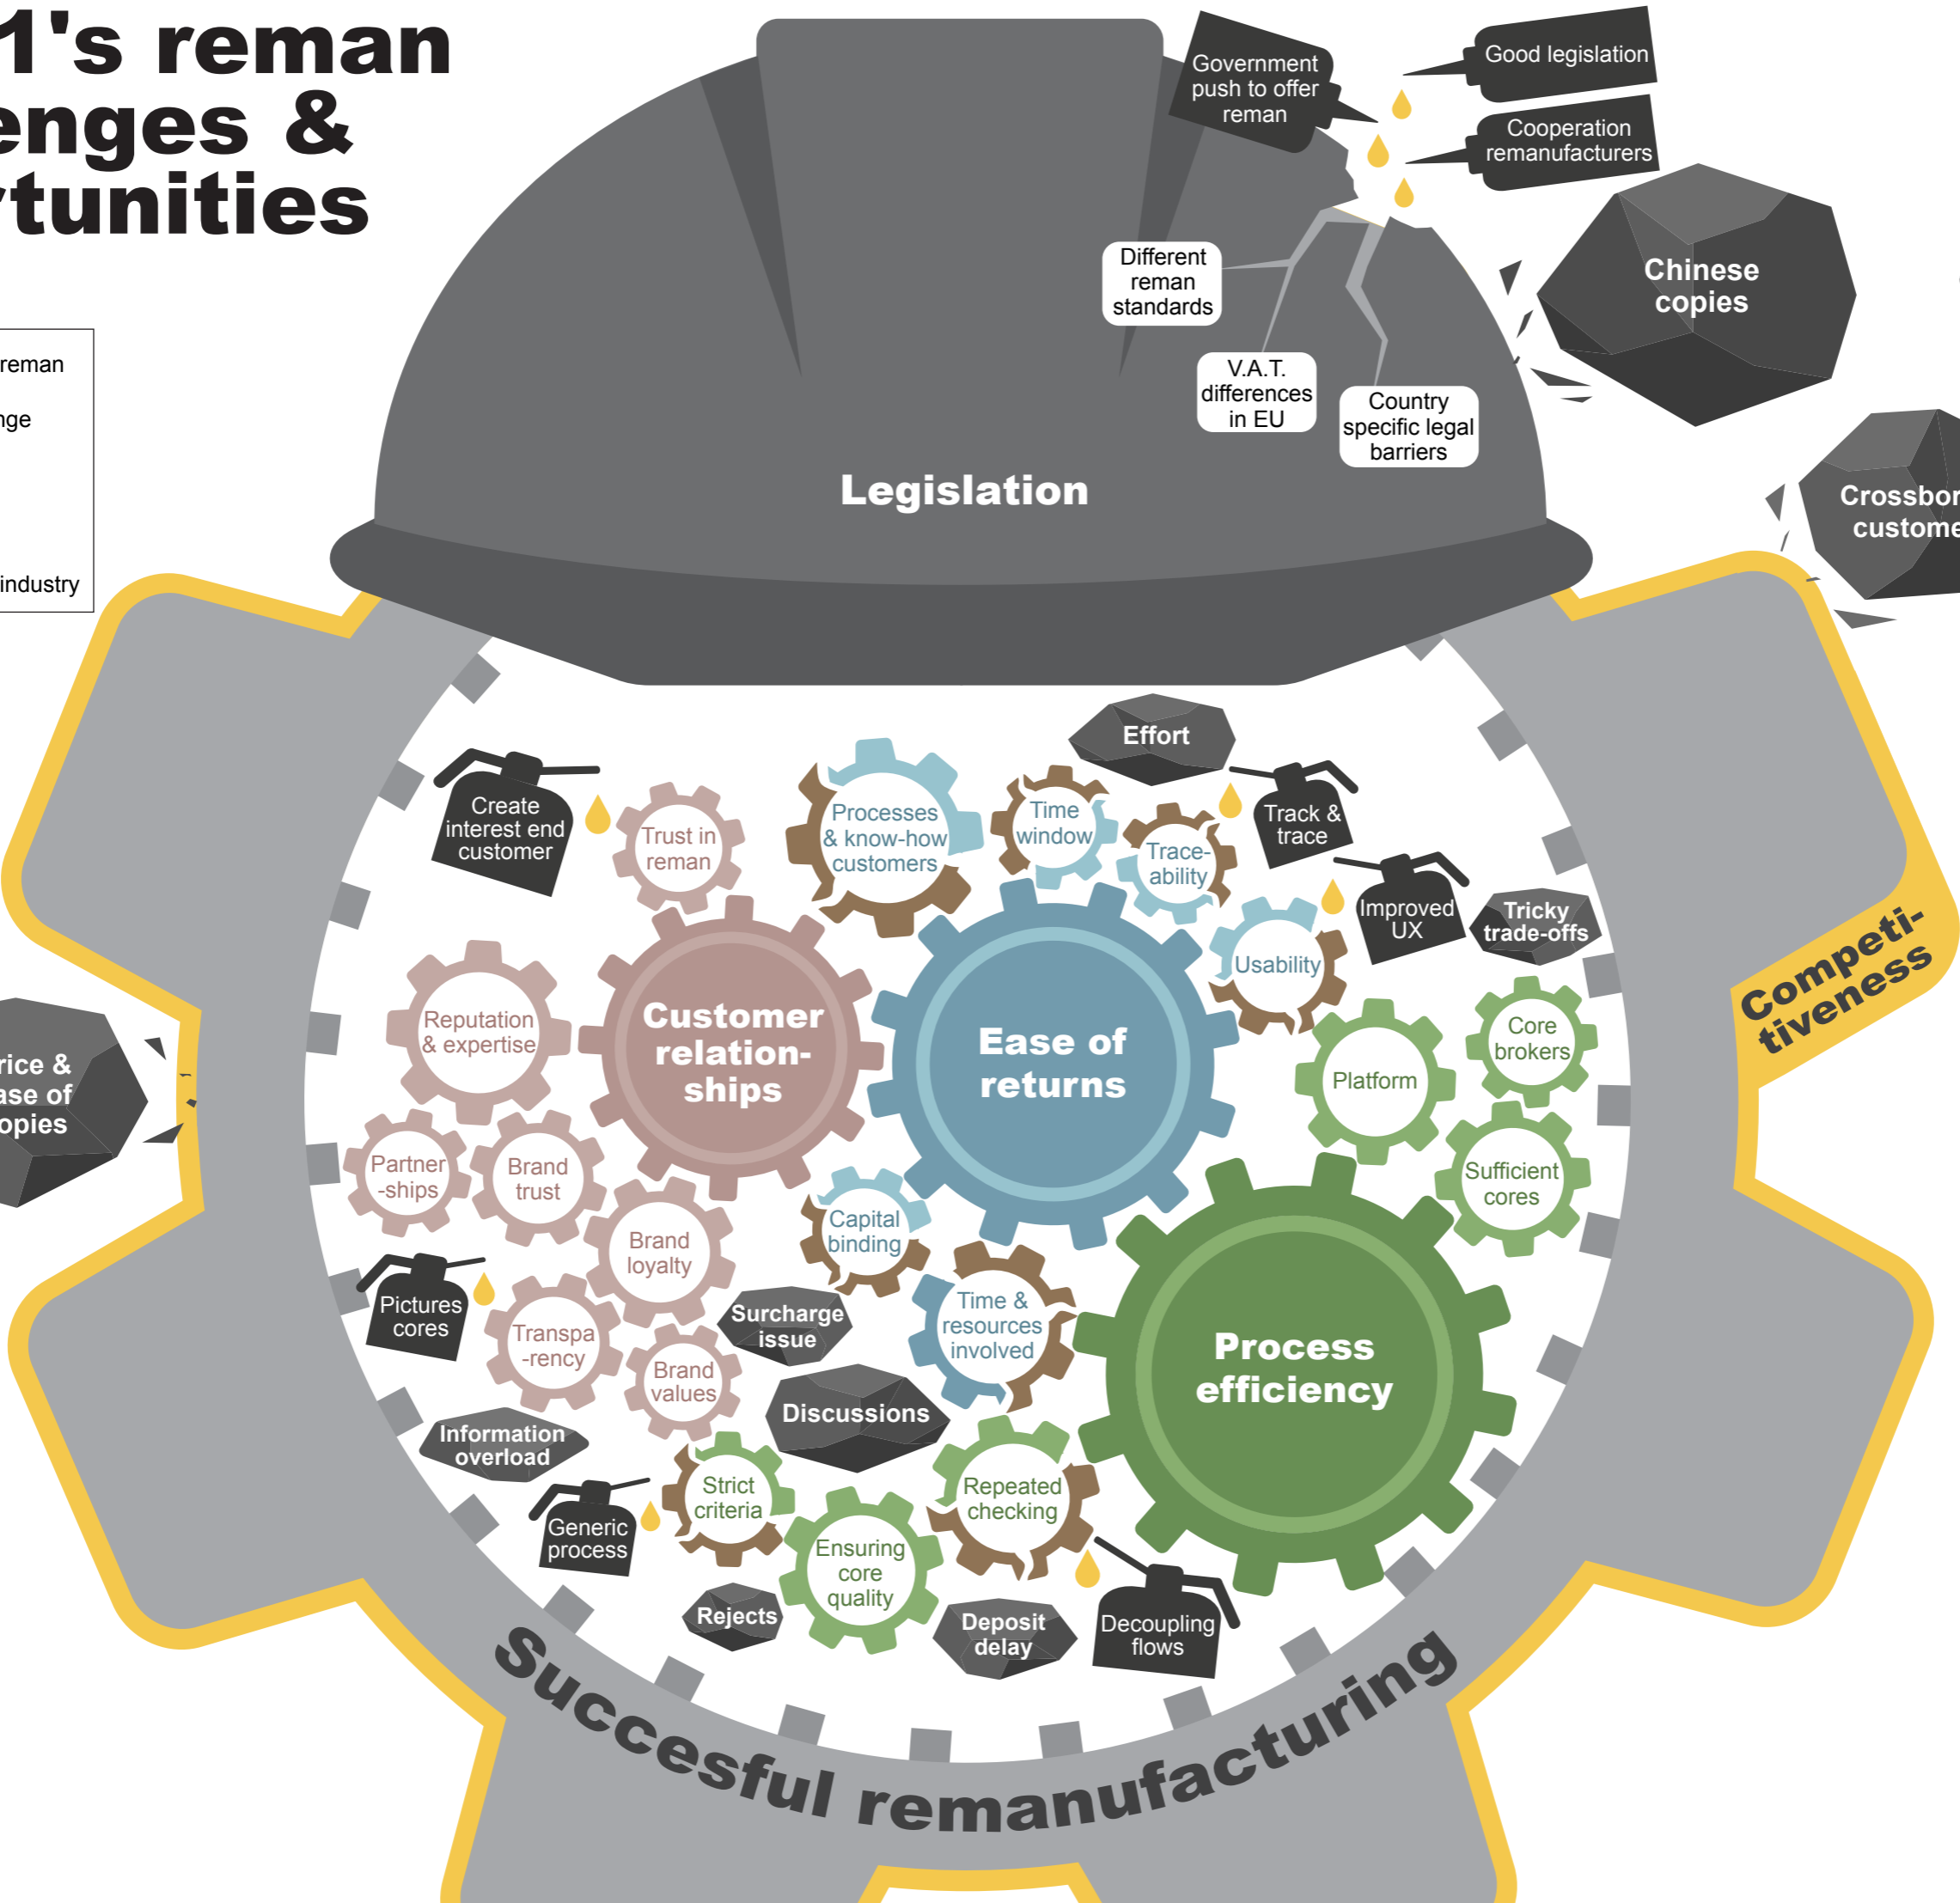 1's reman
enges &
rtunities
reman
nge
industry
Government
push to offer
reman
Good legislation
Cooperation
remanufacturers
Different
reman
standards
V.A.T.
differences
in EU
Country
specific legal
barriers
Legislation
Chinese
copies
Crossbor
custome
Effort
Create
interest end
customer
Trust in
reman
Processes
& know-how
customers
Time
window
Trace-
ability
Track &
trace
Improved
UX
Tricky
trade-offs
Usability
Competi-
tiveness
Reputation
& expertise
Customer
relation-
ships
Ease of
returns
Platform
Core
brokers
Sufficient
cores
rice &
ase of
opies
Partner
-ships
Brand
trust
Brand
loyalty
Capital
binding
Pictures
cores
Transpa
-rency
Brand
values
Surcharge
issue
Time &
resources
involved
Process
efficiency
Discussions
Information
overload
Strict
criteria
Repeated
checking
Generic
process
Ensuring
core
quality
Rejects
Deposit
delay
Decoupling
flows
Succesful remanufacturing